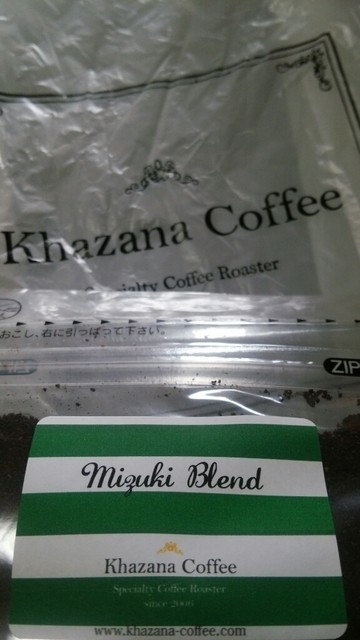 Khazana Coffee
Specialty Coffee Roaster
おこし、右に引っぱって下さい。
ZIP
Mizuki Blend
Khazana Coffee
Specialty Coffee Roaster
since 2006
www.khazana-coffee.com